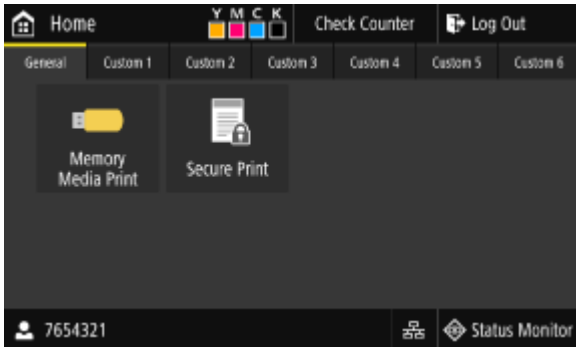 Home
Y M C K
Check Counter
Log Out
General
Custom 1
Custom 2
Custom 3
Custom 4
Custom 5
Custom 6
Memory
Media Print
Secure Print
7654321
Status Monitor